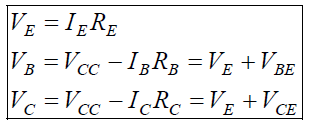 V_E = I_E R_E
V_B = V_CC − I_B R_B = V_E + V_BE
V_C = V_CC − I_C R_C = V_E + V_CE